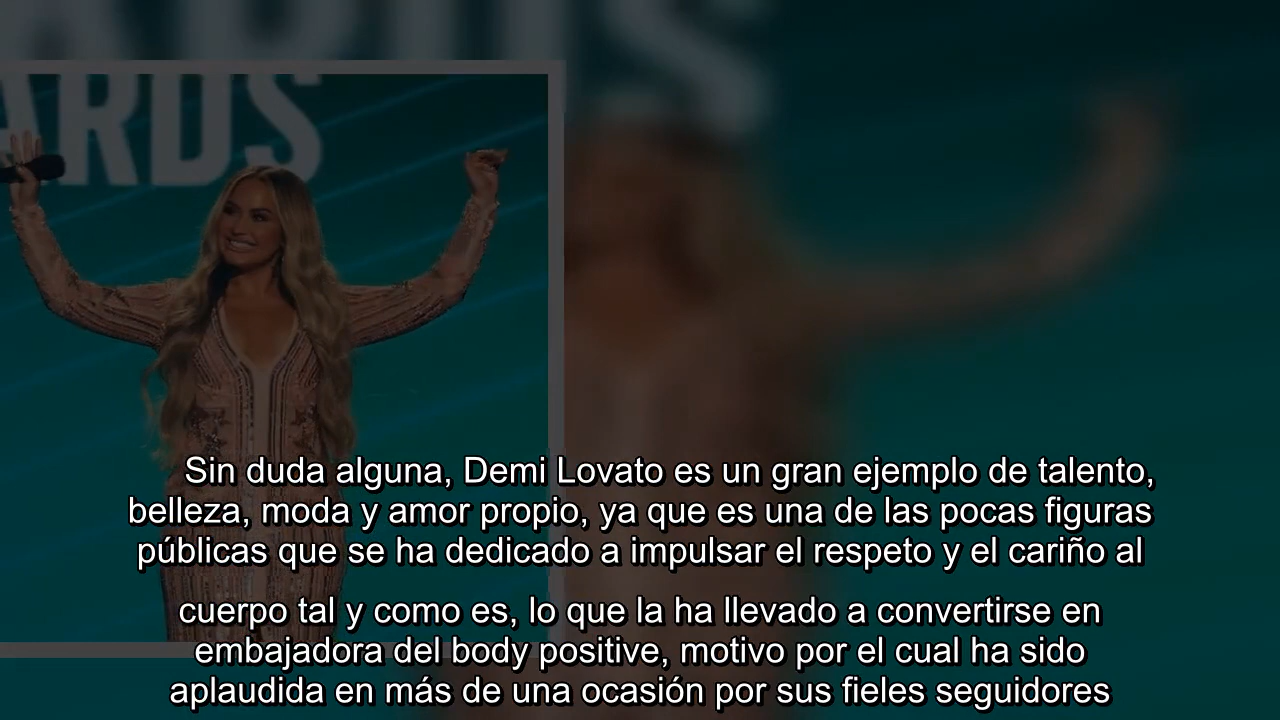 ARDS
Sin duda alguna, Demi Lovato es un gran ejemplo de talento,
belleza, moda y amor propio, ya que es una de las pocas figuras
públicas que se ha dedicado a impulsar el respeto y el cariño al
cuerpo tal y como es, lo que la ha llevado a convertirse en
embajadora del body positive, motivo por el cual ha sido
aplaudida en más de una ocasión por sus fieles seguidores